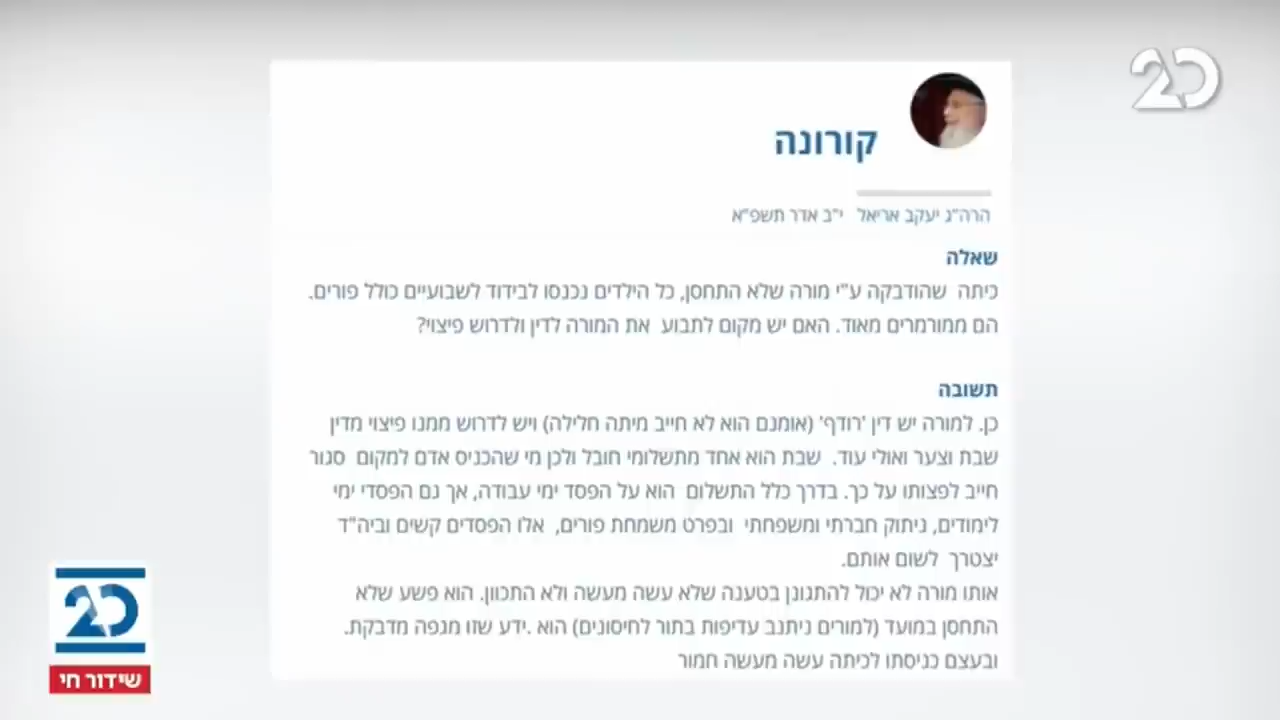 20
קורונה
הרה"ג יעקב אריאל י"ב אדר תשפ"א
שאלה
כיתה שהודבקה ע"י מורה שלא התחסן, כל הילדים נכנסו לבידוד לשבועיים כולל פורים.
הם ממורמרים מאוד. האם יש מקום לתבוע את המורה לדין ולדרוש פיצוי?
תשובה
כן. למורה יש דין 'רודף' (אומנם הוא לא חייב מיתה חלילה) ויש לדרוש ממנו פיצוי מדין
שבת וצער ואולי עוד. שבת הוא אחד מתשלומי חובל ולכן מי שהכניס אדם למקום סגור
חייב לפצותו על כך. בדרך כלל התשלום הוא על הפסד ימי עבודה, אך גם הפסדי ימי
לימודים, ניתוק חברתי ומשפחתי ובפרט משמחת פורים, אלו הפסדים קשים וביה"ד
יצטרך לשום אותם.
אותו מורה לא יכול להתגונן בטענה שלא עשה מעשה ולא התכוון. הוא פשע שלא
התחסן במועד (למורים ניתנב עדיפות בתור לחיסונים) הוא .ידע שזו מגפה מדבקת.
ובעצם כניסתו לכיתה עשה מעשה חמור
20
שידור חי